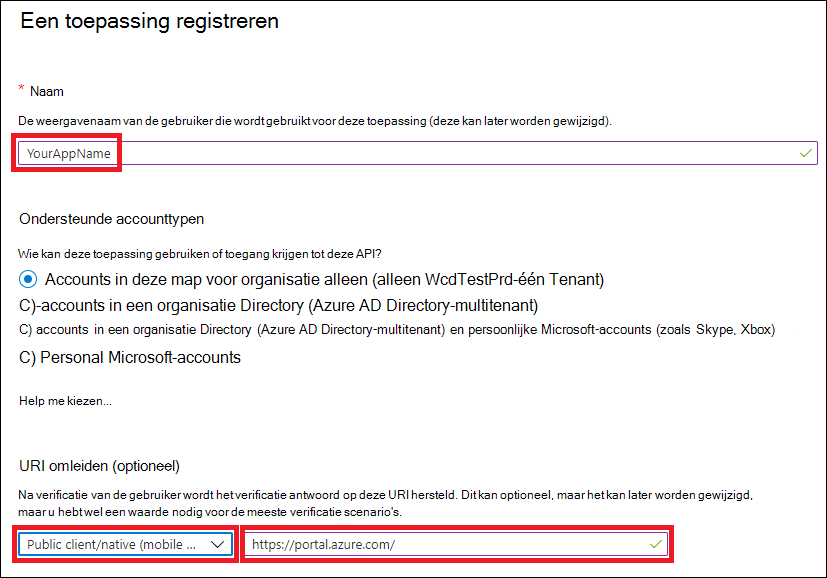 Een toepassing registreren
* Naam
De weergavenaam van de gebruiker die wordt gebruikt voor deze toepassing (deze kan later worden gewijzigd).
YourAppName
Ondersteunde accounttypen
Wie kan deze toepassing gebruiken of toegang krijgen tot deze API?
Accounts in deze map voor organisatie alleen (alleen WcdTestPrd-één Tenant)
C)-accounts in een organisatie Directory (Azure AD Directory-multitenant)
C) accounts in een organisatie Directory (Azure AD Directory-multitenant) en persoonlijke Microsoft-accounts (zoals Skype, Xbox)
C) Personal Microsoft-accounts
Help me kiezen...
URI omleiden (optioneel)
Na verificatie van de gebruiker wordt het verificatie antwoord op deze URI hersteld. Dit kan optioneel, maar het kan later worden gewijzigd,
maar u hebt wel een waarde nodig voor de meeste verificatie scenario's.
Public client/native (mobile ... https://portal.azure.com/